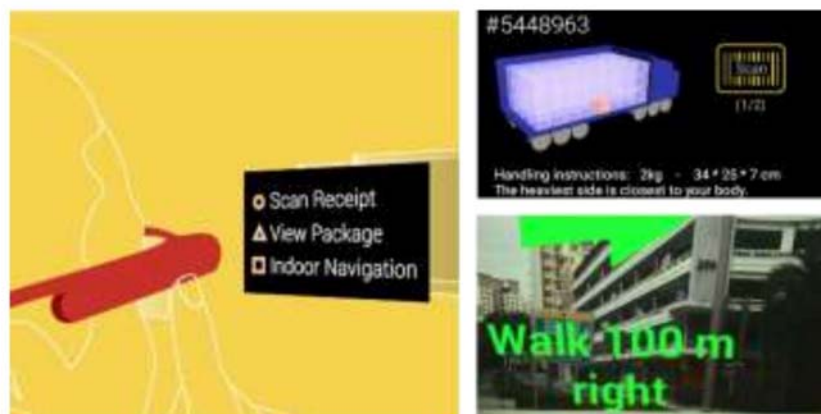 Scan Receipt
View Package
Indoor Navigation
#5448963
Scan
(1/2)
Handling instructions: 2kg - 34 * 25 * 7 cm
The heaviest side is closest to your body.
Walk 100 m
right